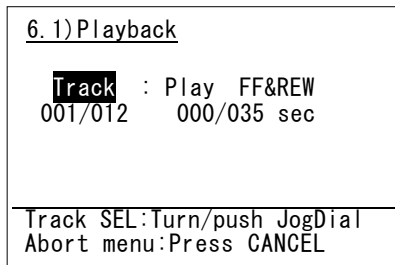 6.1)Playback
Track : Play FF&REW
001/012 000/035 sec
Track SEL:Turn/push JogDial
Abort menu:Press CANCEL